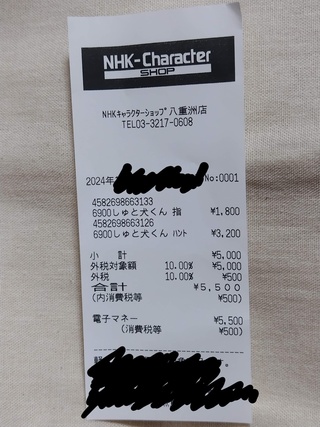 NHK-Character
SHOP
NHKｷｬﾗｸﾀｰｼｮｯﾌﾟ八重洲店
TEL03-3217-0608
2024年 No:0001
4582698663133
6900しゅと犬くん 指 ¥1,800
4582698663126
6900しゅと犬くん ﾊﾝﾄ ¥3,200
小 計 ¥5,000
外税対象額 10.00% ¥5,000
外税 10.00% ¥500
合計 ¥5,500
(内消費税等 ¥500)
電子マネー ¥5,500
(消費税等 ¥500)